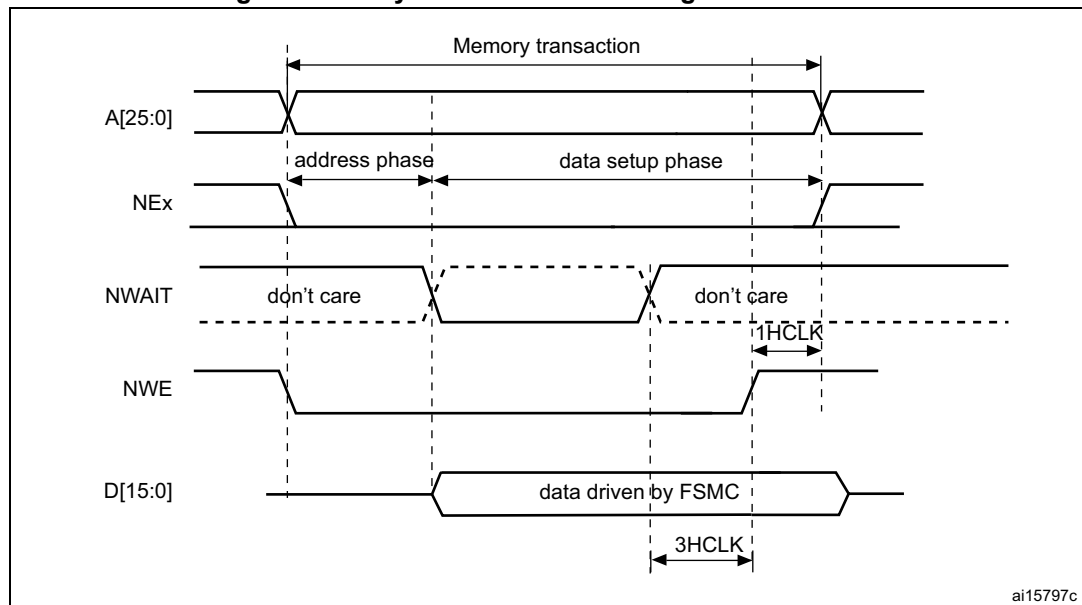 Memory transaction
A[25:0]
address phase
data setup phase
NEx
NWAIT
don't care
don't care
1HCLK
NWE
D[15:0]
data driven by FSMC
3HCLK
ai15797c